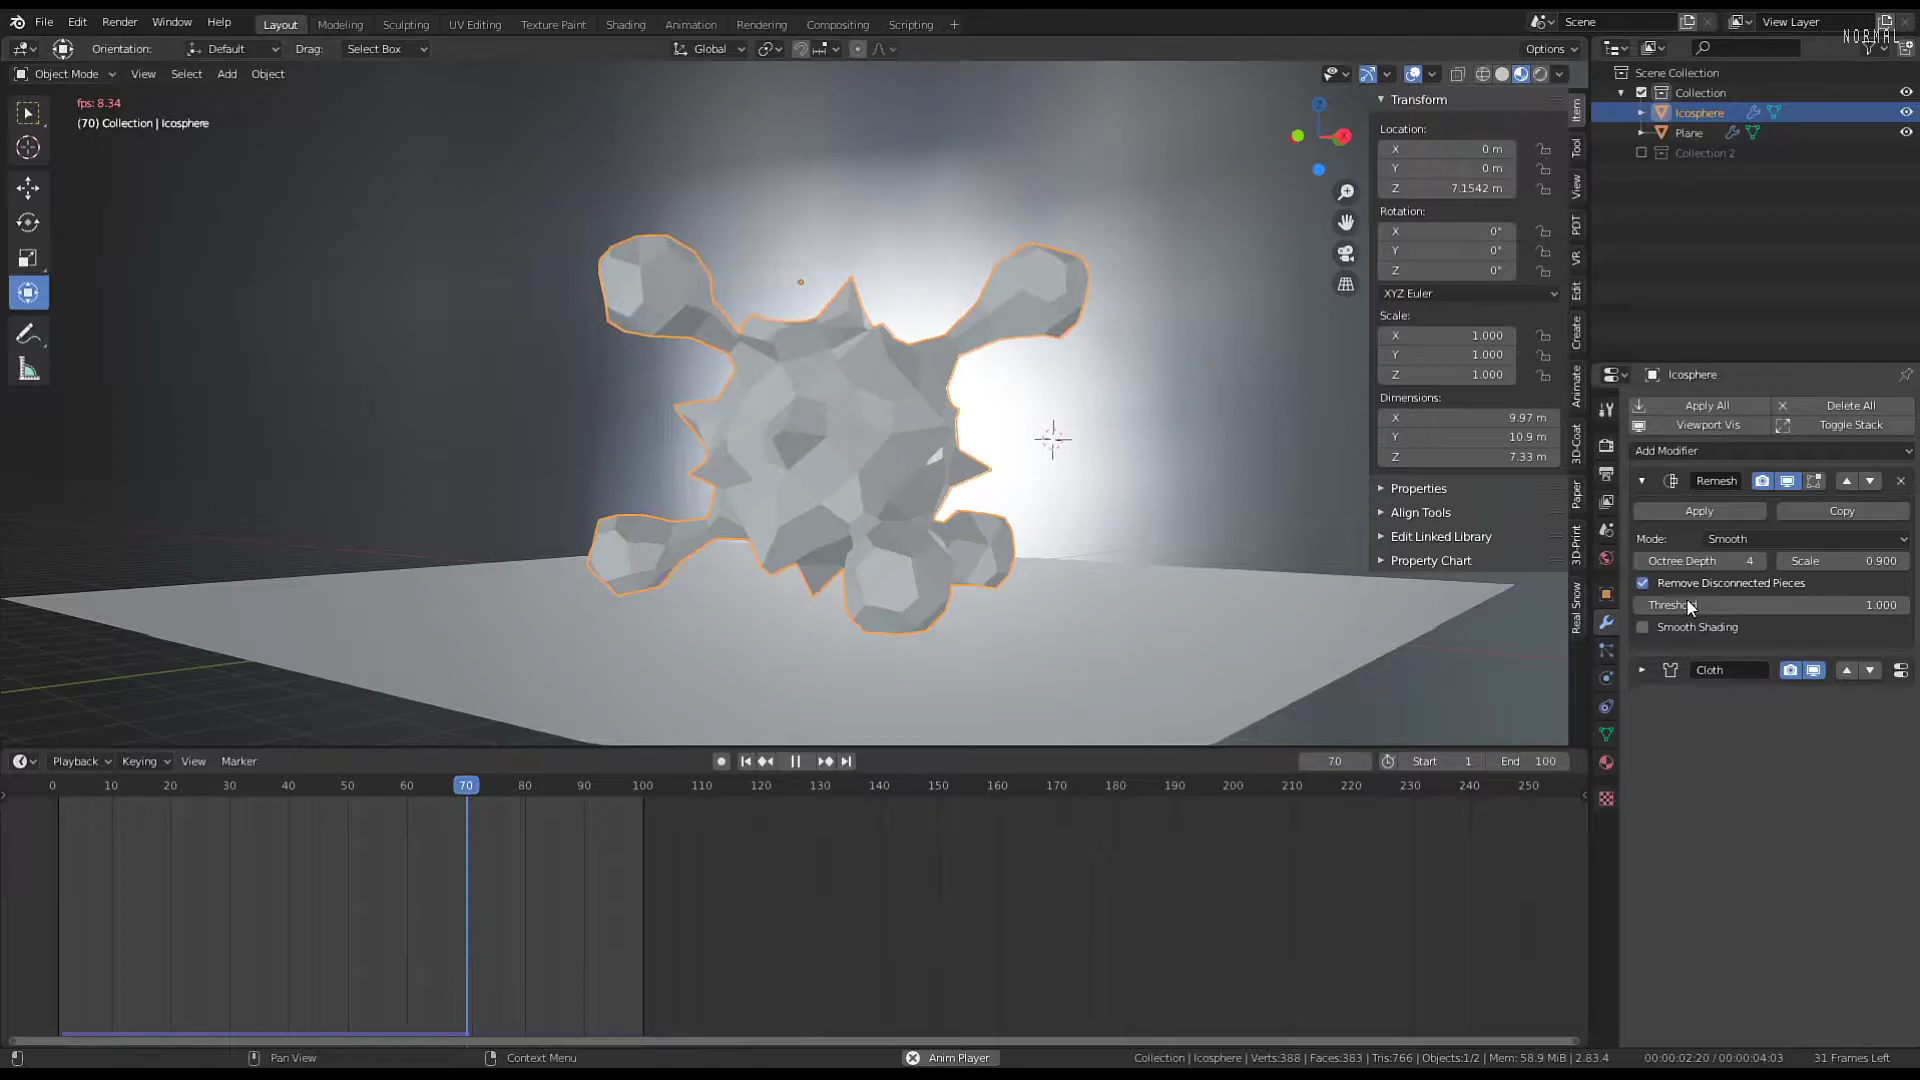 File Edit Render Window Help Layout Modeling Sculpting UV Editing Texture Paint Shading Animation Rendering Compositing Scripting + Scene View Layer
NORMAL
Orientation: Default Drag: Select Box Global Options
Object Mode View Select Add Object
fps: 8.34
(70) Collection | Icosphere
Z
X
Transform
Location:
X 0 m
Y 0 m
Z 7.1542 m
Rotation:
X 0°
Y 0°
Z 0°
XYZ Euler
Scale:
X 1.000
Y 1.000
Z 1.000
Dimensions:
X 9.97 m
Y 10.9 m
Z 7.33 m
Properties
Align Tools
Edit Linked Library
Property Chart
Item
Tool
View
PDT
VR
Edit
Create
Animate
3D-Coat
Paper
3D-Print
Real Snow
Scene Collection
Collection
Icosphere
Plane
Collection 2
Icosphere
Apply All Delete All
Viewport Vis Toggle Stack
Add Modifier
Remesh
Apply Copy
Mode: Smooth
Octree Depth 4 Scale 0.900
Remove Disconnected Pieces
1.000
Smooth Shading
Cloth
Playback Keying View Marker 70 Start 1 End 100
0 10 20 30 40 50 60 70 80 90 100 110 120 130 140 150 160 170 180 190 200 210 220 230 240 250
Pan View Context Menu Anim Player Collection | Icosphere | Verts:388 | Faces:383 | Tris:766 | Objects:1/2 | Mem: 58.9 MiB | 2.83.4 00:00:02:20 / 00:00:04:03 31 Frames Left